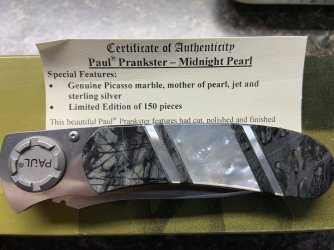 Certificate of Authenticity
Paul® Prankster – Midnight Pearl
Special Features:
• Genuine Picasso marble, mother of pearl, jet and
sterling silver
• Limited Edition of 150 pieces
This beautiful Paul® Prankster features had cut, polished and finished
PAUL